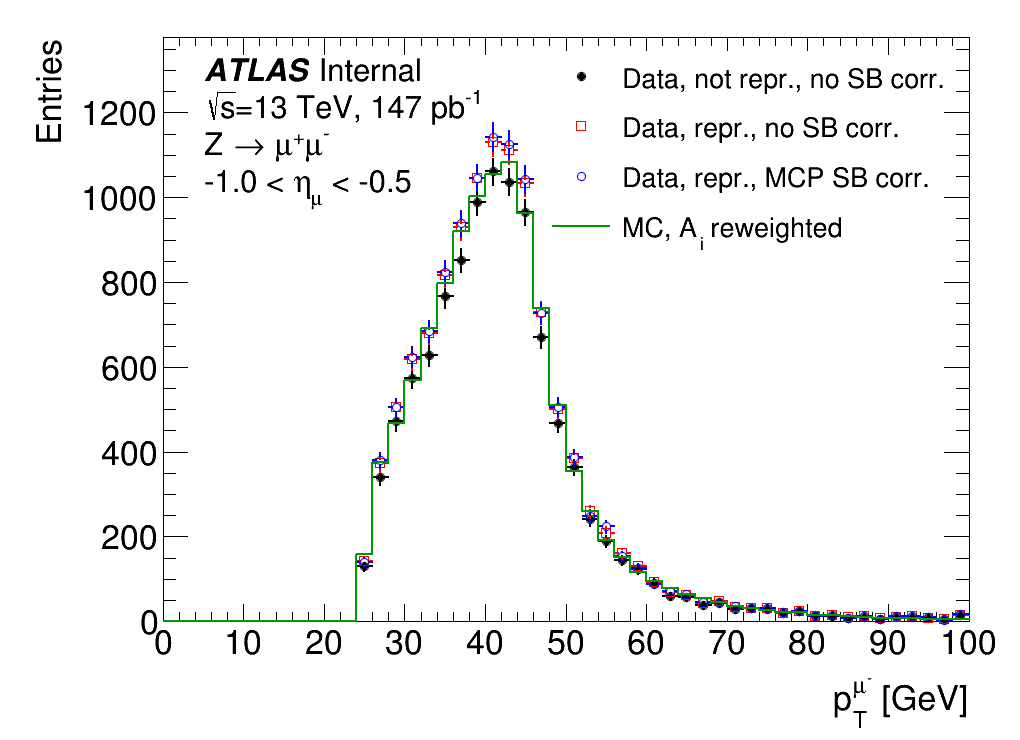 Entries
ATLAS Internal
√s=13 TeV, 147 pb⁻¹
Z → μ⁺μ⁻
-1.0 < η_μ < -0.5
Data, not repr., no SB corr.
Data, repr., no SB corr.
Data, repr., MCP SB corr.
MC, A_i reweighted
1200
1000
800
600
400
200
0
0 10 20 30 40 50 60 70 80 90 100
p_T^μ⁻ [GeV]